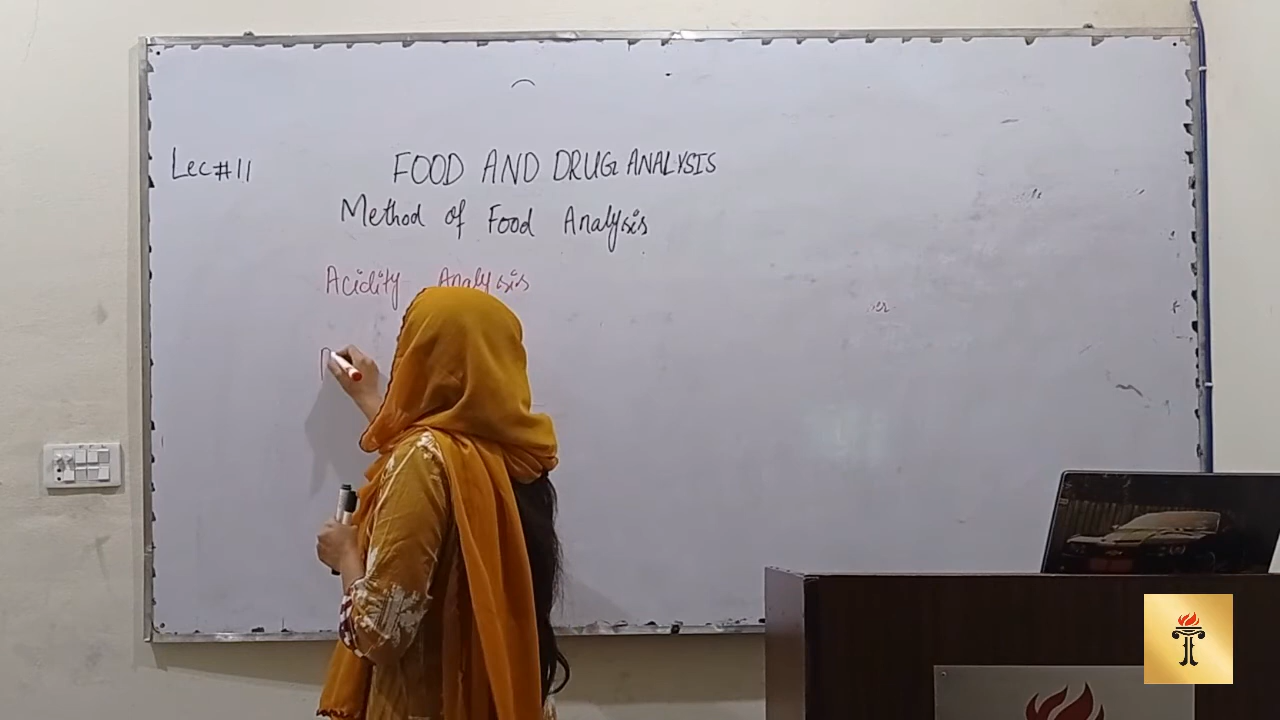 Lec#11
FOOD AND DRUG ANALYSIS
Method of Food Analysis
Acidity Analysis